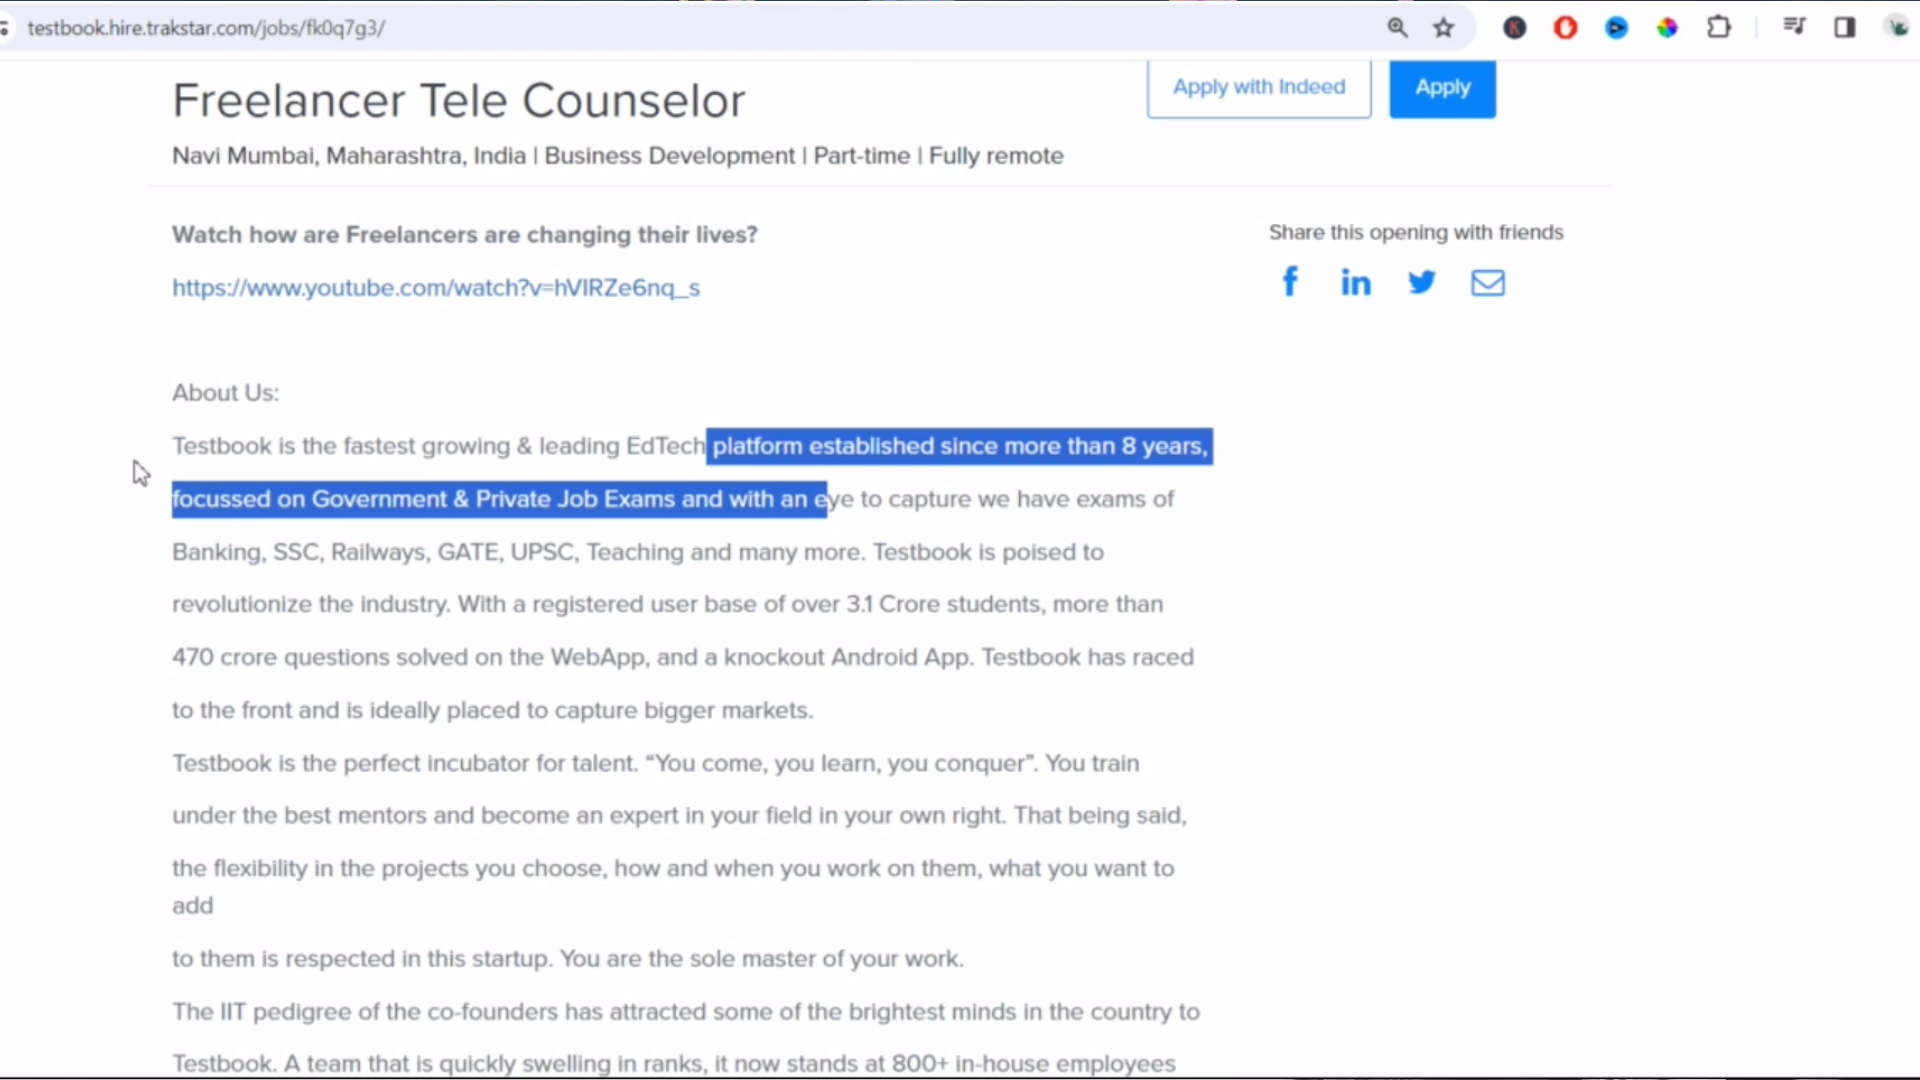 testbook.hire.trakstar.com/jobs/fk0q7g3/
Freelancer Tele Counselor
Apply with Indeed
Apply
Navi Mumbai, Maharashtra, India | Business Development | Part-time | Fully remote
Watch how are Freelancers are changing their lives?
Share this opening with friends
https://www.youtube.com/watch?v=hVIRZe6nq_s
About Us:
Testbook is the fastest growing & leading EdTech platform established since more than 8 years,
focussed on Government & Private Job Exams and with an eye to capture we have exams of
Banking, SSC, Railways, GATE, UPSC, Teaching and many more. Testbook is poised to
revolutionize the industry. With a registered user base of over 3.1 Crore students, more than
470 crore questions solved on the WebApp, and a knockout Android App. Testbook has raced
to the front and is ideally placed to capture bigger markets.
Testbook is the perfect incubator for talent. “You come, you learn, you conquer”. You train
under the best mentors and become an expert in your field in your own right. That being said,
the flexibility in the projects you choose, how and when you work on them, what you want to
add
to them is respected in this startup. You are the sole master of your work.
The IIT pedigree of the co-founders has attracted some of the brightest minds in the country to
Testbook. A team that is quickly swelling in ranks, it now stands at 800+ in-house employees